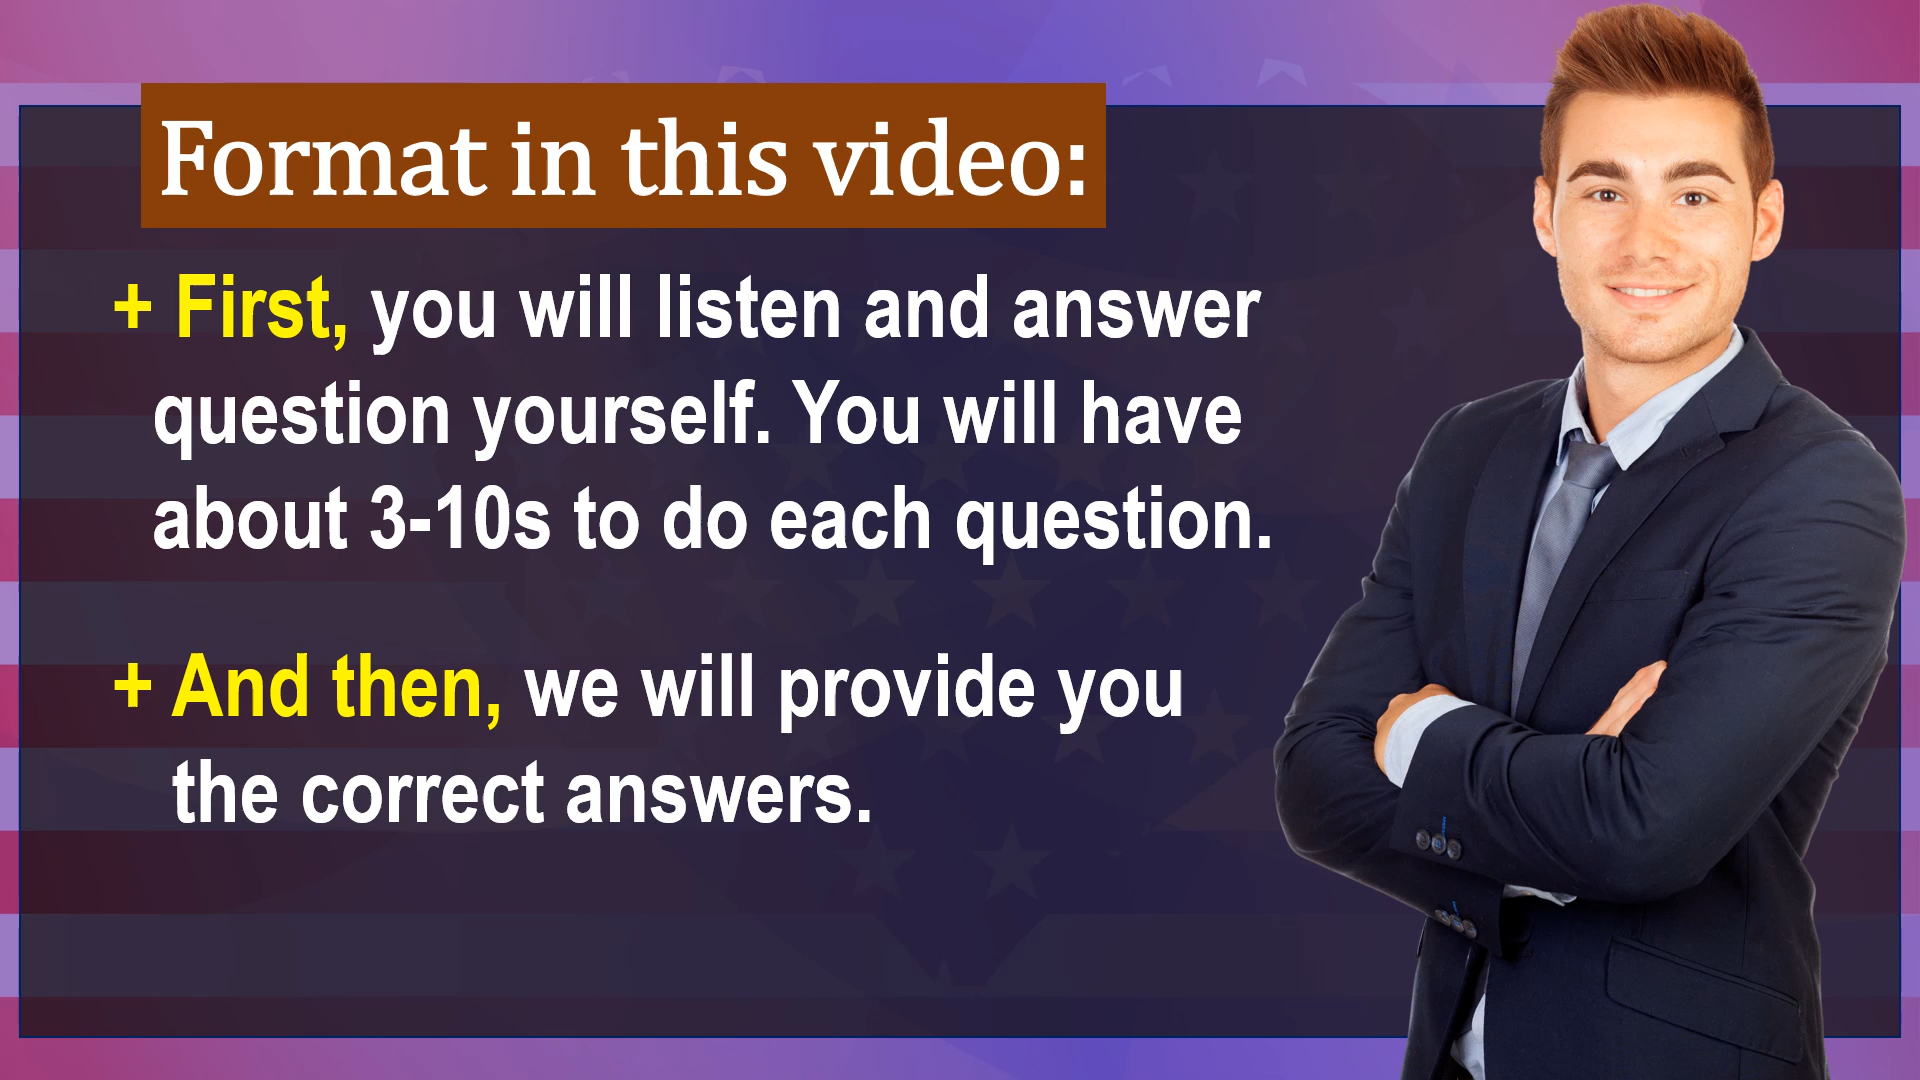 Format in this video:
+ First, you will listen and answer
question yourself. You will have
about 3-10s to do each question.
+ And then, we will provide you
the correct answers.